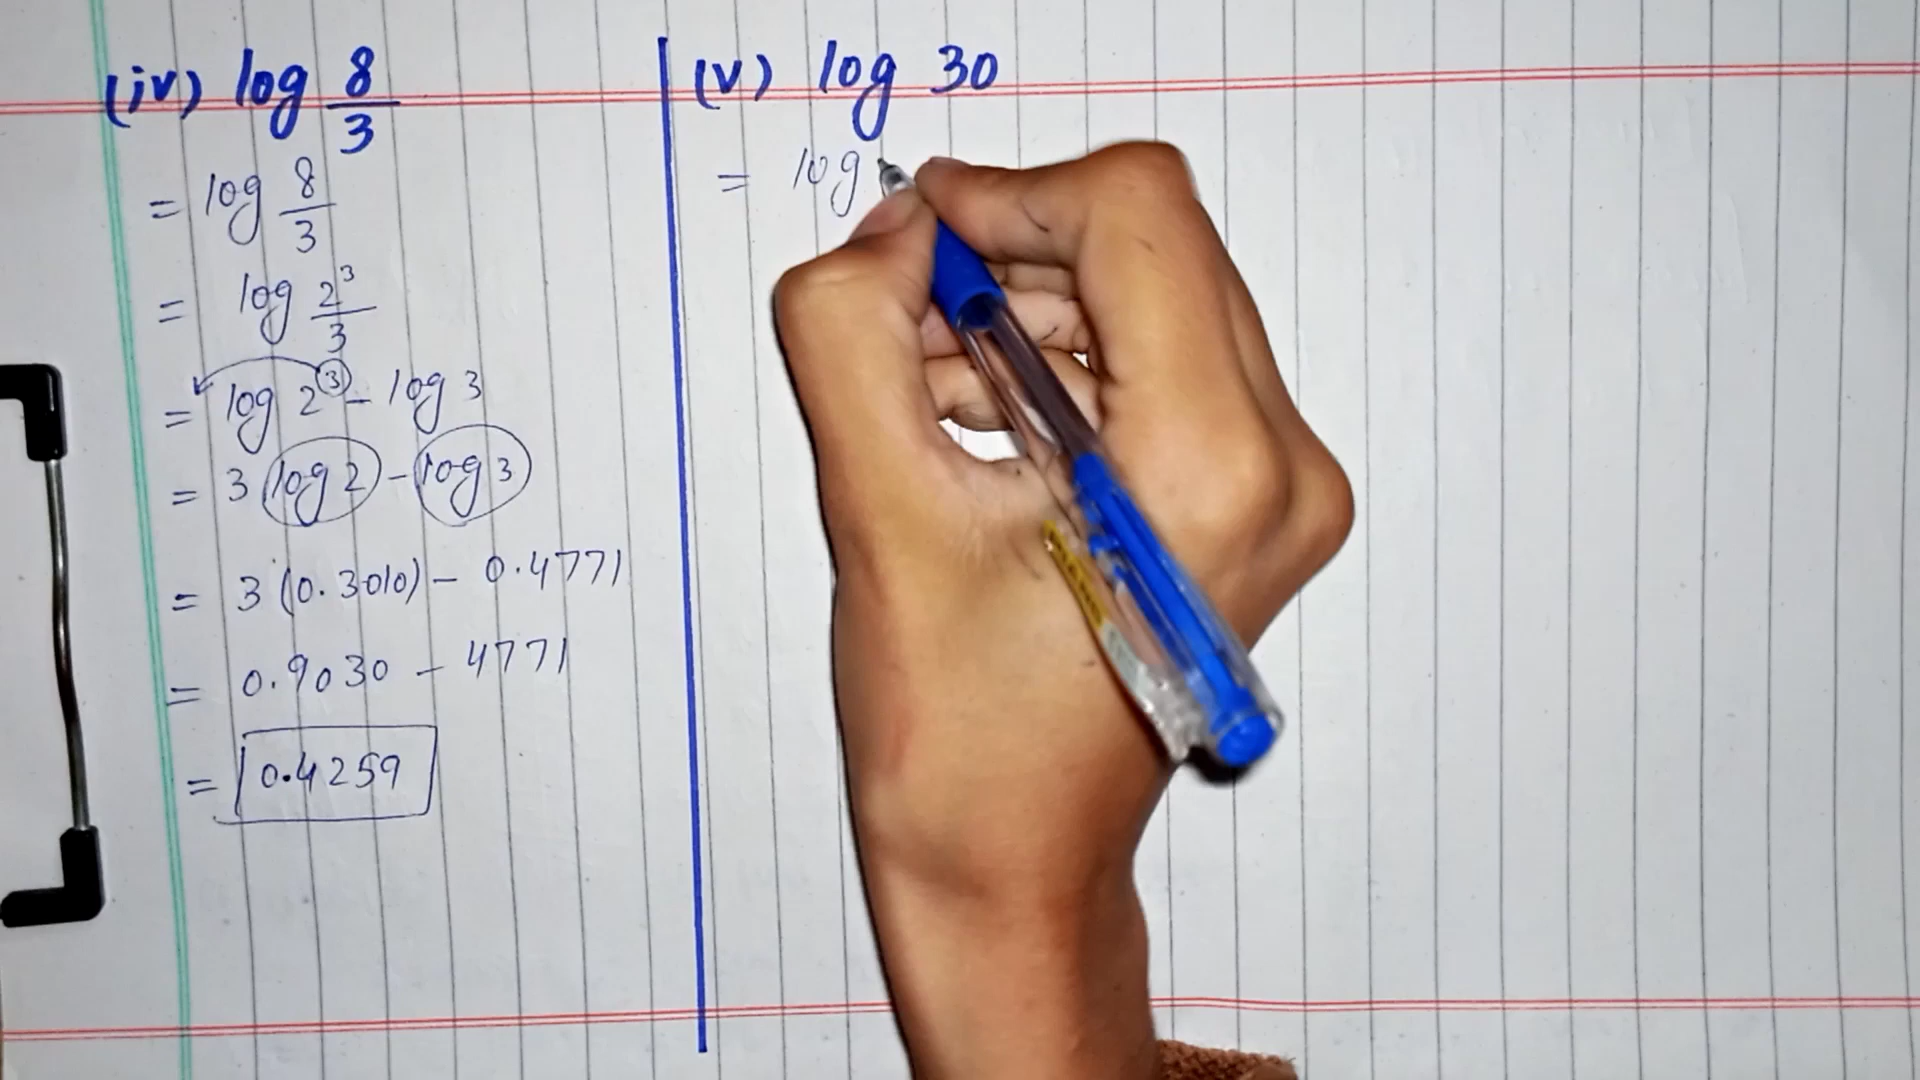 (iv) log 8/3
= log 8/3
= log 2³/3
= log 2³ - log 3
= 3 log 2 - log 3
= 3 (0.3010) - 0.4771
= 0.9030 - 4771
= 0.4259
(v) log 30
= log